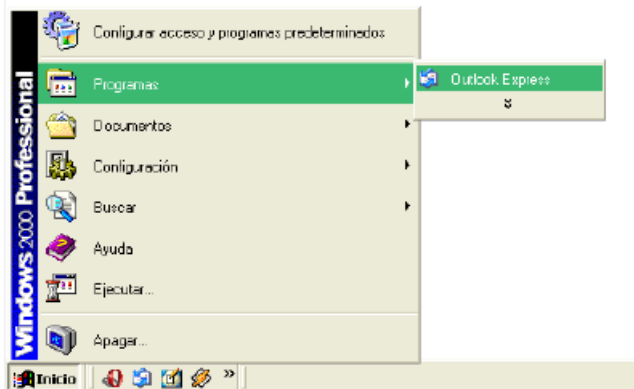 Configurar acceso y programas predeterminados
Programas
Outlook Express
Documentos
Configuración
Buscar
Ayuda
Ejecutar...
Apagar...
Windows 2000 Professional
Inicio